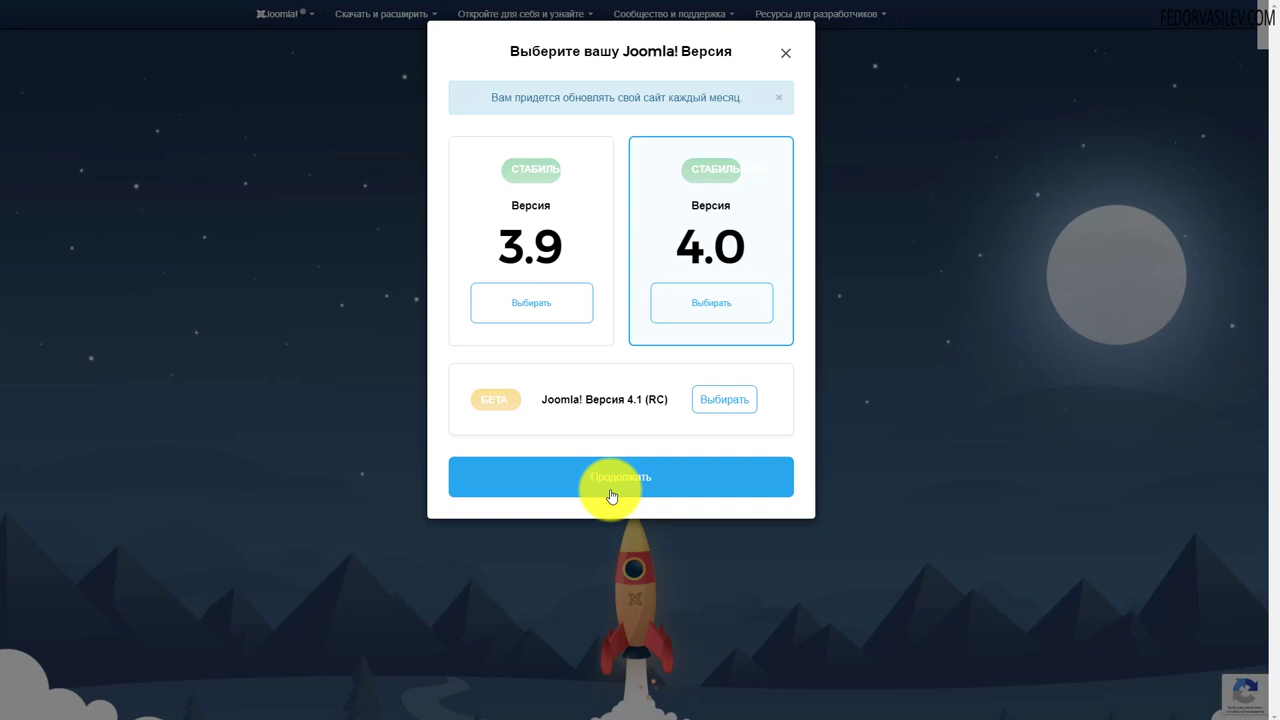 Joomla! ®
Скачать и расширить
Откройте для себя и узнайте
Сообщество и поддержка
Ресурсы для разработчиков
FEDORVASILEV.COM
Выберите вашу Joomla! Версия
Вам придется обновлять свой сайт каждый месяц.
СТАБИЛЬ
Версия
3.9
Выбирать
СТАБИЛЬ
Версия
4.0
Выбирать
БЕТА
Joomla! Версия 4.1 (RC)
Выбирать
Продолжать